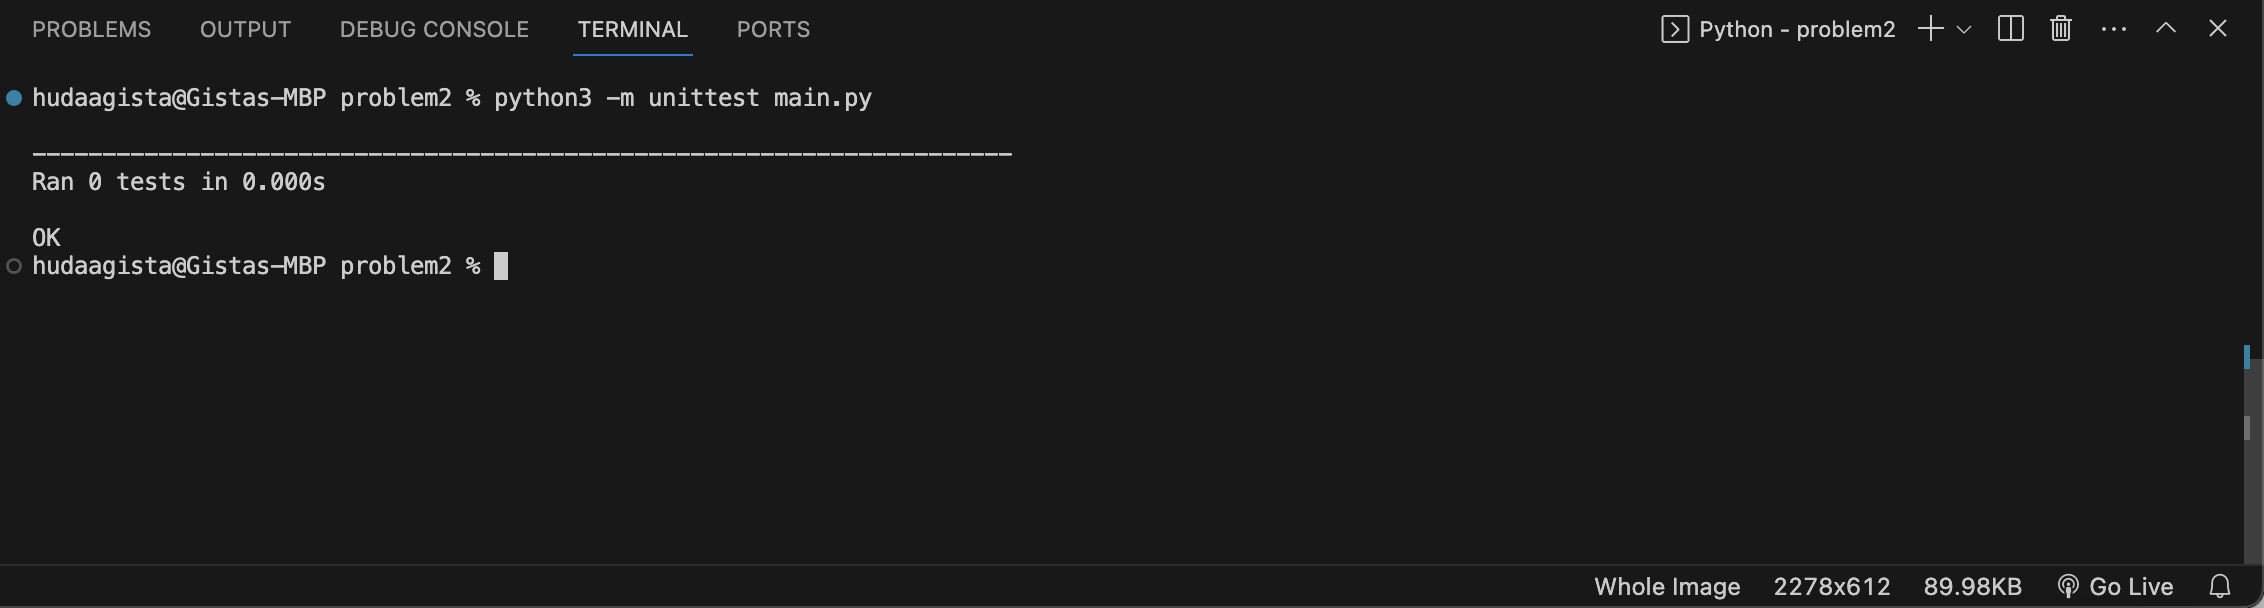 PROBLEMS OUTPUT DEBUG CONSOLE TERMINAL PORTS Python - problem2
hudaagista@Gistas-MBP problem2 % python3 -m unittest main.py
----------------------------------------------------------------------
Ran 0 tests in 0.000s
OK
hudaagista@Gistas-MBP problem2 %
Whole Image 2278x612 89.98KB Go Live